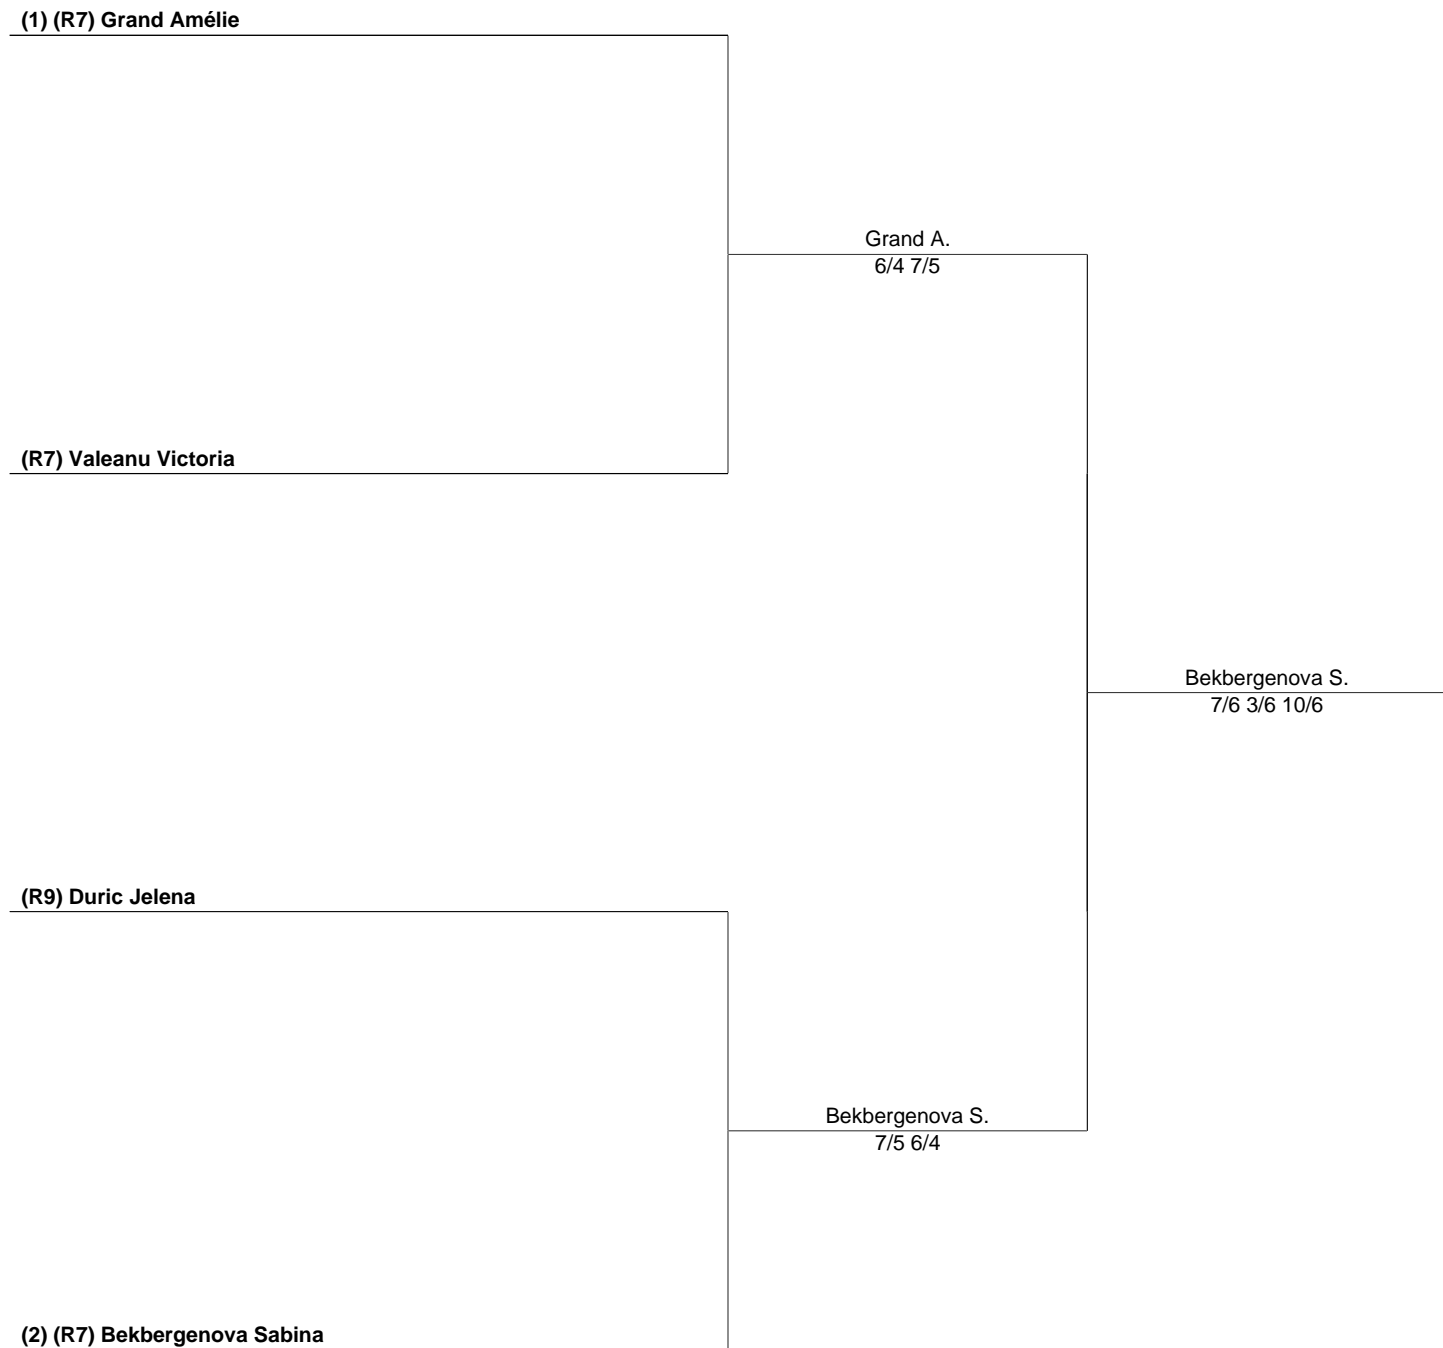 (1) (R7) Grand Amélie
Grand A.
6/4 7/5
(R7) Valeanu Victoria
Bekbergenova S.
7/6 3/6 10/6
(R9) Duric Jelena
Bekbergenova S.
7/5 6/4
(2) (R7) Bekbergenova Sabina